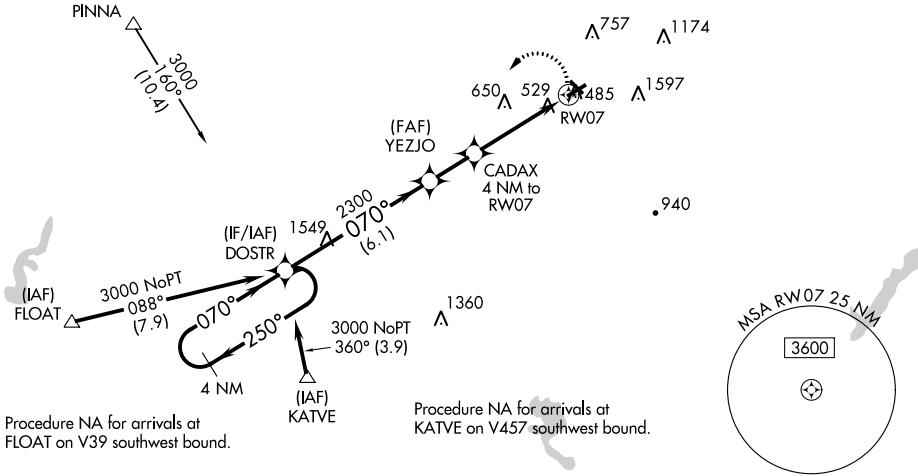 PINNA
3000
160°
(10.4)
757
1174
650
529
485
1597
RW07
(FAF)
YEZJO
CADAX
4 NM to
RW07
940
2300
070°
(6.1)
1549
(IF/IAF)
DOSTR
3000 NoPT
088°
(7.9)
(IAF)
FLOAT
070°
250°
4 NM
1360
3000 NoPT
360° (3.9)
(IAF)
KATVE
MSA RW07 25 NM
3600
Procedure NA for arrivals at
FLOAT on V39 southwest bound.
Procedure NA for arrivals at
KATVE on V457 southwest bound.